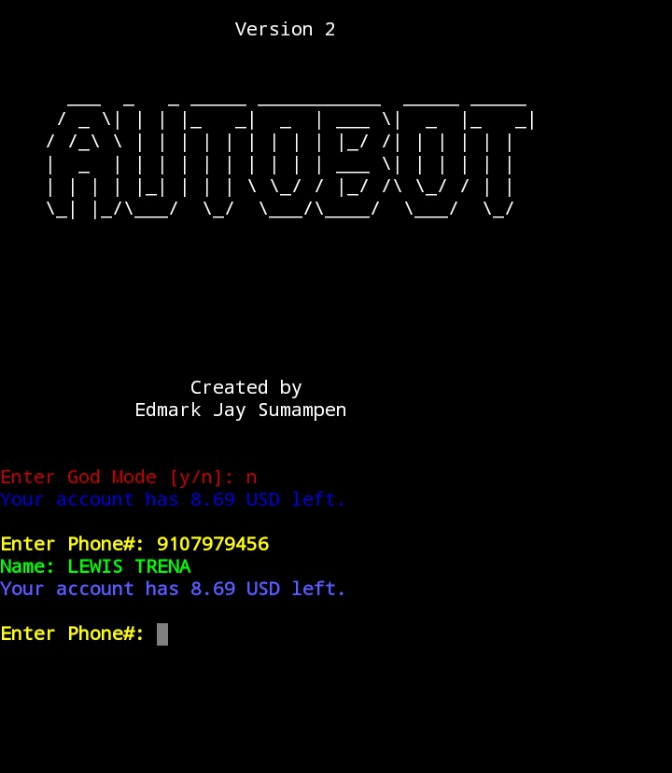 Version 2
AUTOBOT
Created by
Edmark Jay Sumampen
Enter God Mode [y/n]: n
Your account has 8.69 USD left.
Enter Phone#: 9107979456
Name: LEWIS TRENA
Your account has 8.69 USD left.
Enter Phone#: